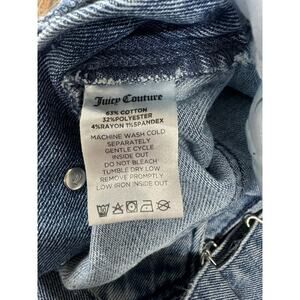 Juicy Couture
63% COTTON
32%POLYESTER
4%RAYON 1%SPANDEX
MACHINE WASH COLD
SEPARATELY
GENTLE CYCLE
INSIDE OUT
DO NOT BLEACH
TUMBLE DRY LOW
REMOVE PROMPTLY
LOW IRON INSIDE OUT